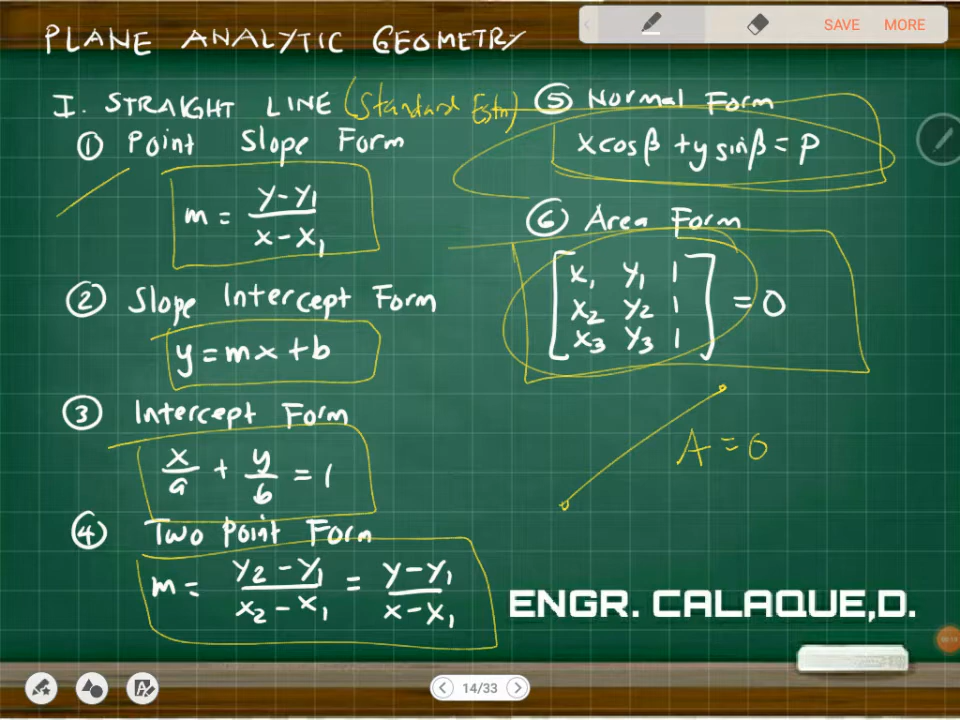 SAVE MORE
PLANE ANALYTIC GEOMETRY
I. STRAIGHT LINE (Standard Eqtn)
① Point Slope Form
m = y-y₁ / x-x₁
② Slope Intercept Form
y = mx + b
③ Intercept Form
x/a + y/b = 1
④ Two Point Form
m = y₂-y₁ / x₂-x₁ = y-y₁ / x-x₁
⑤ Normal Form
x cos β + y sin β = P
⑥ Area Form
x₁ y₁ 1
x₂ y₂ 1 = 0
x₃ y₃ 1
A = 0
ENGR. CALAQUE,D.
14/33